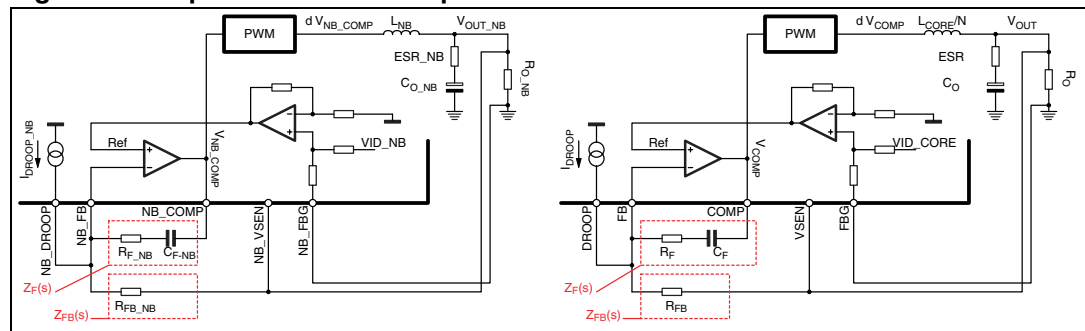 PWM
d V_NB_COMP
L_NB
V_OUT_NB
ESR_NB
C_O_NB
R_O_NB
I_DROOP_NB
Ref
V_NB_COMP
VID_NB
NB_DROOP
NB_FB
NB_COMP
NB_VSEN
NB_FBG
R_F_NB
C_F-NB
Z_F(s)
R_FB_NB
Z_FB(s)
PWM
d V_COMP
L_CORE/N
V_OUT
ESR
C_O
R_O
I_DROOP
Ref
V_COMP
VID_CORE
DROOP
FB
COMP
VSEN
FBG
R_F
C_F
Z_F(s)
R_FB
Z_FB(s)